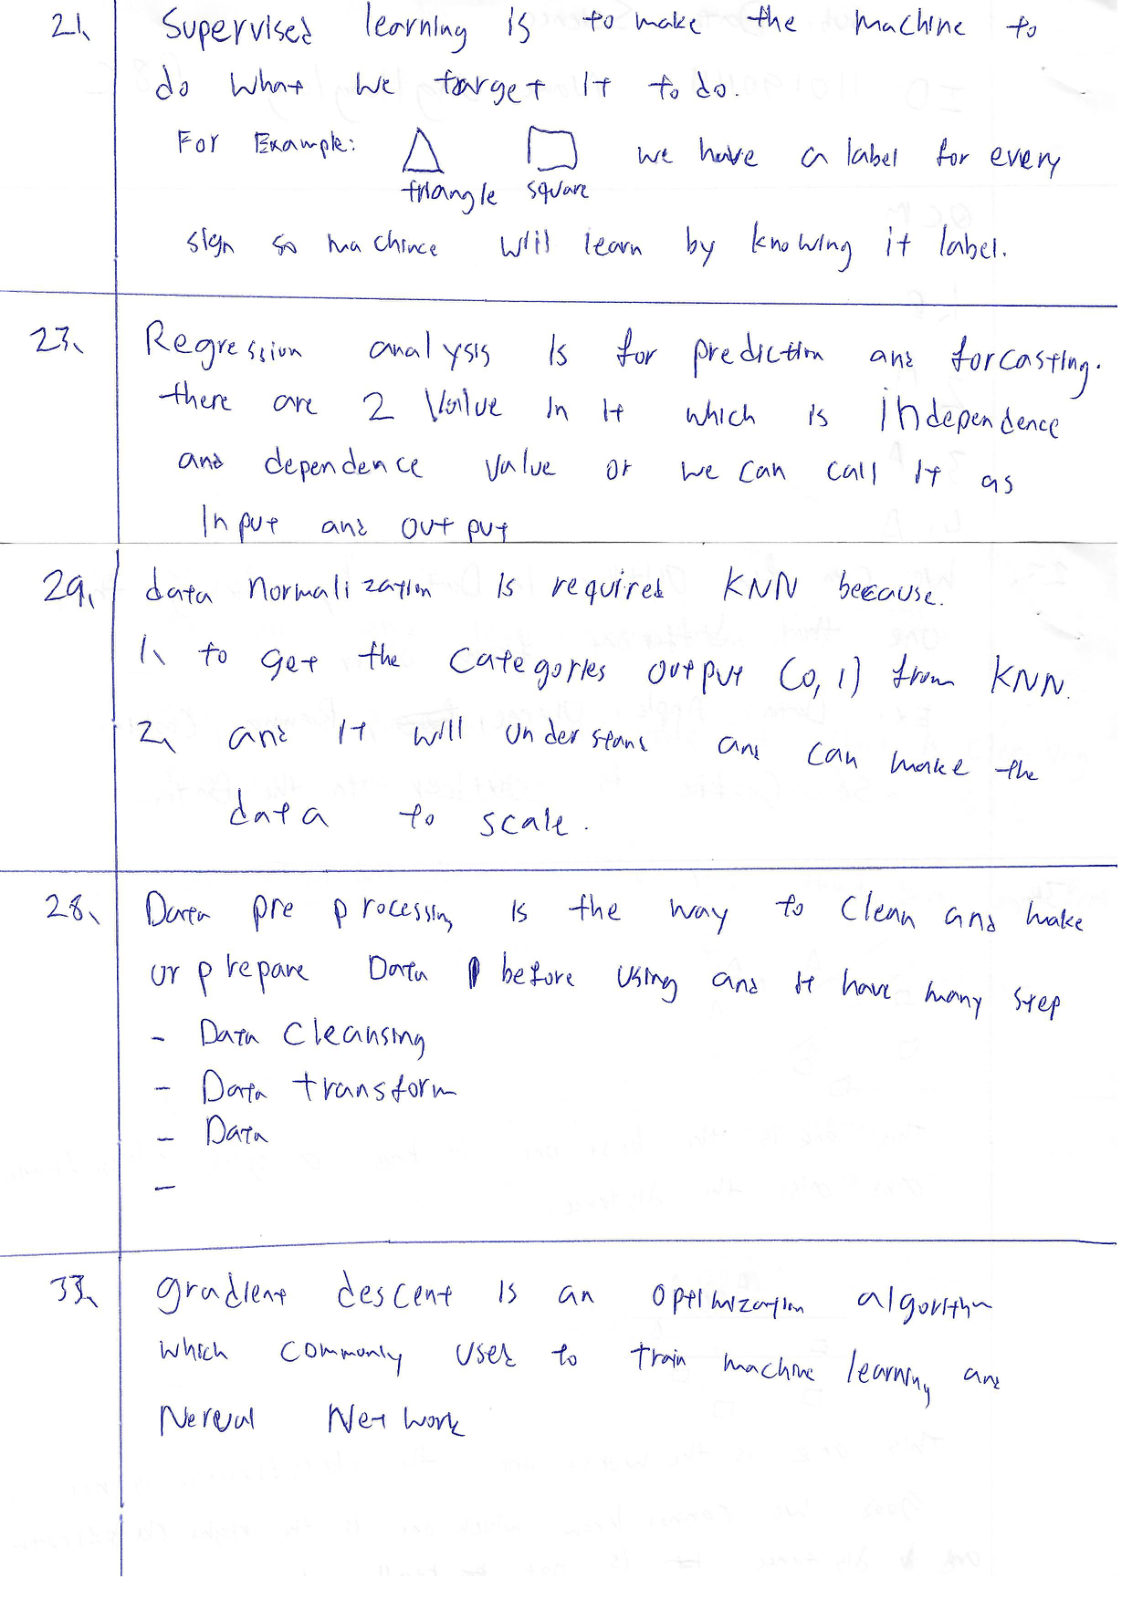 21, Supervised learning is to make the machine to
do what we target it to do.
For Example: we have a label for every
triangle square
sign so machince will learn by knowing it label.
23, Regression analysis is for prediction and forcasting.
there are 2 Value in it which is independence
and dependence value or we can call it as
Input and output
29, data normalization is required KNN because.
1, to get the categories output (0,1) from KNN.
2, and it will understand and can make the
data to scale.
28, Data pre processing is the way to clean and make
or prepare Data before using and it have many step
- Data Cleansing
- Data transform
- Data
-
33, gradient descent is an optimization algorithm
which commonly used to train machine learning and
Nereual Network